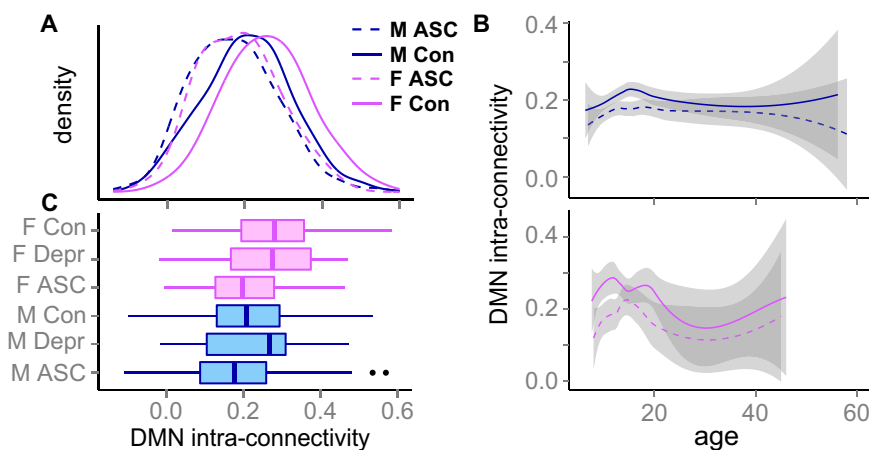 A
density
M ASC
M Con
F ASC
F Con
B
DMN intra-connectivity
0.4
0.2
0.0
0.4
0.2
0.0
20
40
60
age
C
F Con
F Depr
F ASC
M Con
M Depr
M ASC
0.0
0.2
0.4
0.6
DMN intra-connectivity